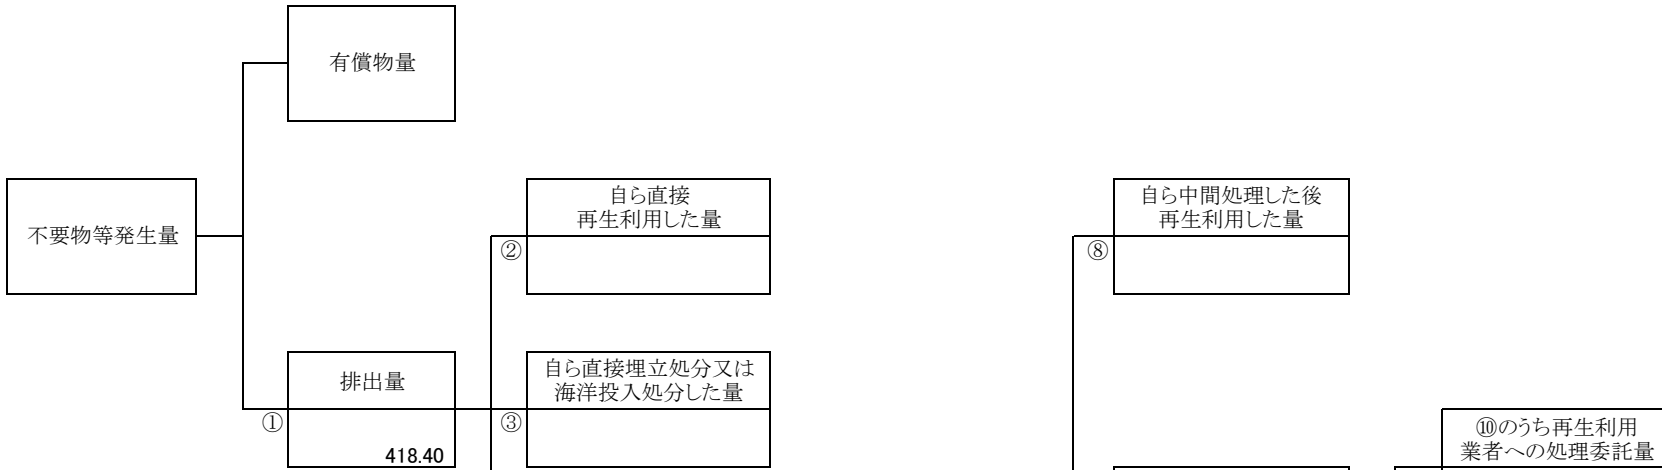 有償物量
不要物等発生量
自ら直接
再生利用した量
②
自ら中間処理した後
再生利用した量
⑧
排出量
①
418.40
自ら直接埋立処分又は
海洋投入処分した量
③
⑩のうち再生利用
業者への処理委託量